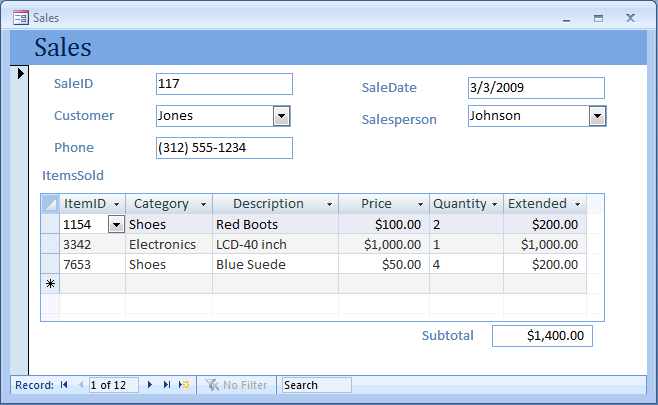 Sales
Sales
SaleID 117 SaleDate 3/3/2009
Customer Jones Salesperson Johnson
Phone (312) 555-1234
ItemsSold
ItemID Category Description Price Quantity Extended
1154 Shoes Red Boots $100.00 2 $200.00
3342 Electronics LCD-40 inch $1,000.00 1 $1,000.00
7653 Shoes Blue Suede $50.00 4 $200.00
Subtotal $1,400.00
Record: 1 of 12 No Filter Search